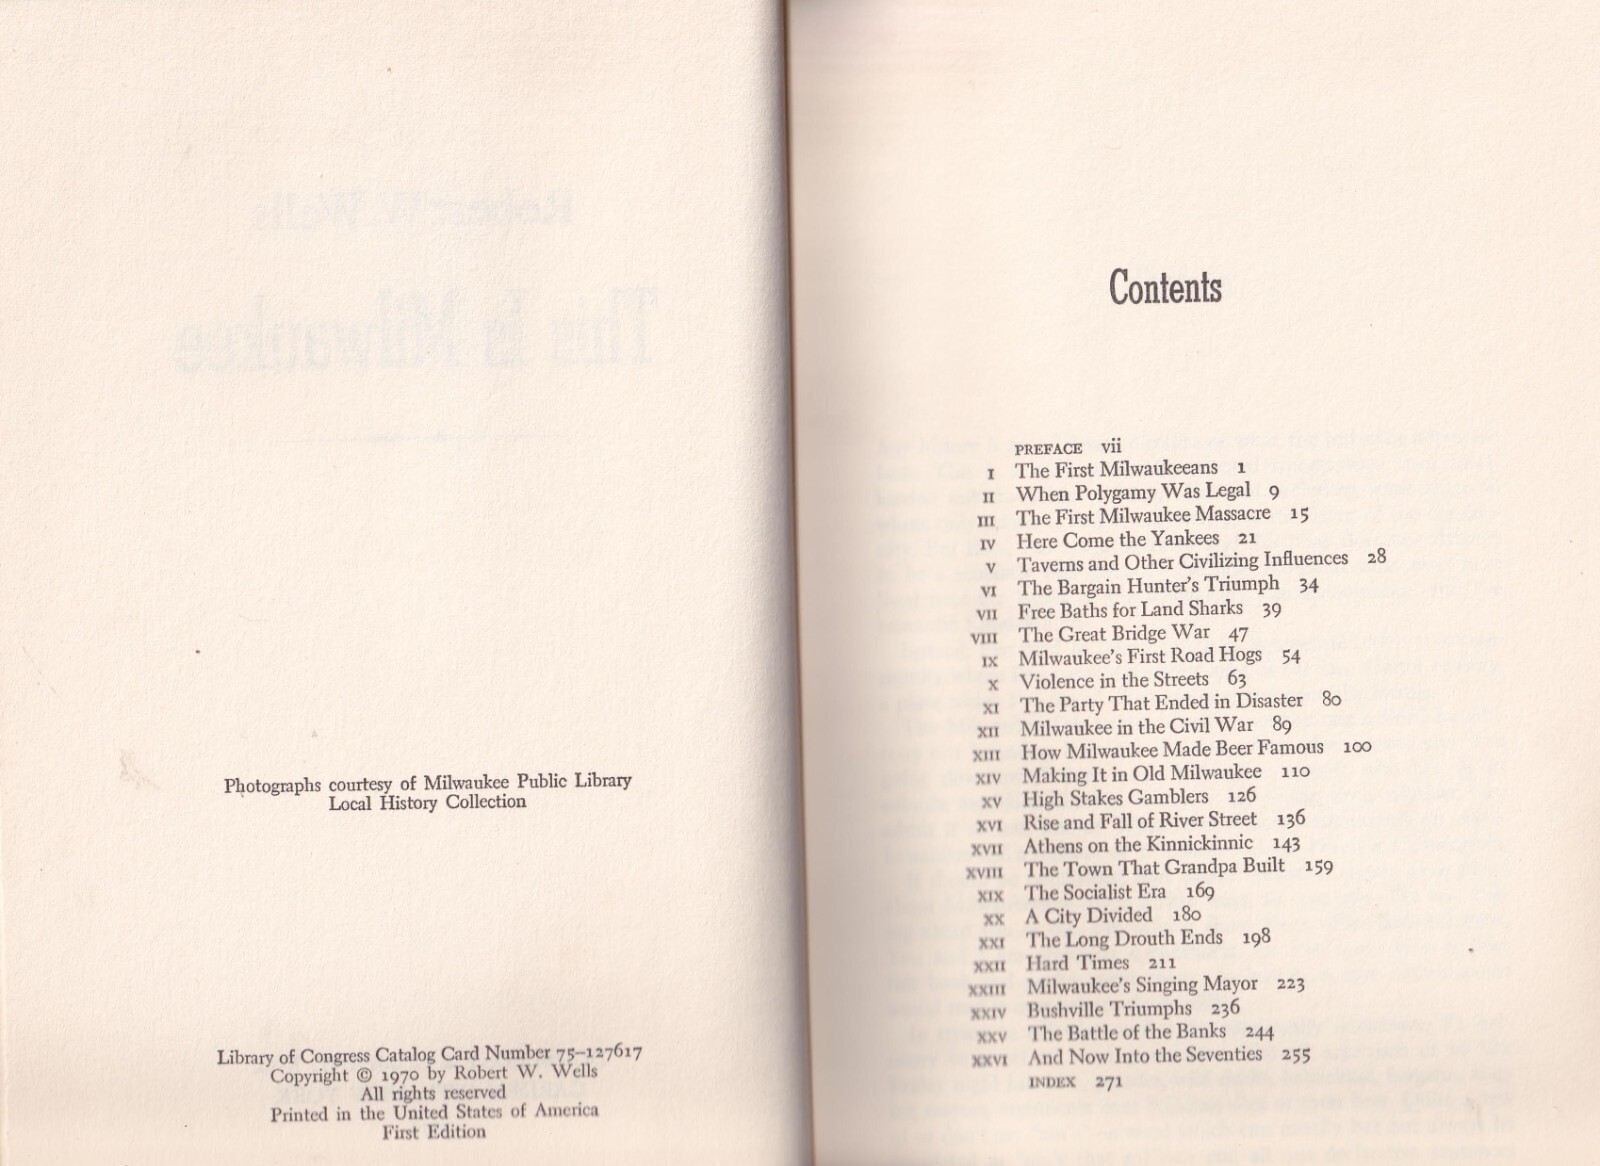 Photographs courtesy of Milwaukee Public Library
Local History Collection
Library of Congress Catalog Card Number 75-127617
Copyright © 1970 by Robert W. Wells
All rights reserved
Printed in the United States of America
First Edition
Contents
PREFACE vii
I The First Milwaukeeans 1
II When Polygamy Was Legal 9
III The First Milwaukee Massacre 15
IV Here Come the Yankees 21
V Taverns and Other Civilizing Influences 28
VI The Bargain Hunter's Triumph 34
VII Free Baths for Land Sharks 39
VIII The Great Bridge War 47
IX Milwaukee's First Road Hogs 54
X Violence in the Streets 63
XI The Party That Ended in Disaster 80
XII Milwaukee in the Civil War 89
XIII How Milwaukee Made Beer Famous 100
XIV Making It in Old Milwaukee 110
XV High Stakes Gamblers 126
XVI Rise and Fall of River Street 136
XVII Athens on the Kinnickinnic 143
XVIII The Town That Grandpa Built 159
XIX The Socialist Era 169
XX A City Divided 180
XXI The Long Drouth Ends 198
XXII Hard Times 211
XXIII Milwaukee's Singing Mayor 223
XXIV Bushville Triumphs 236
XXV The Battle of the Banks 244
XXVI And Now Into the Seventies 255
INDEX 271